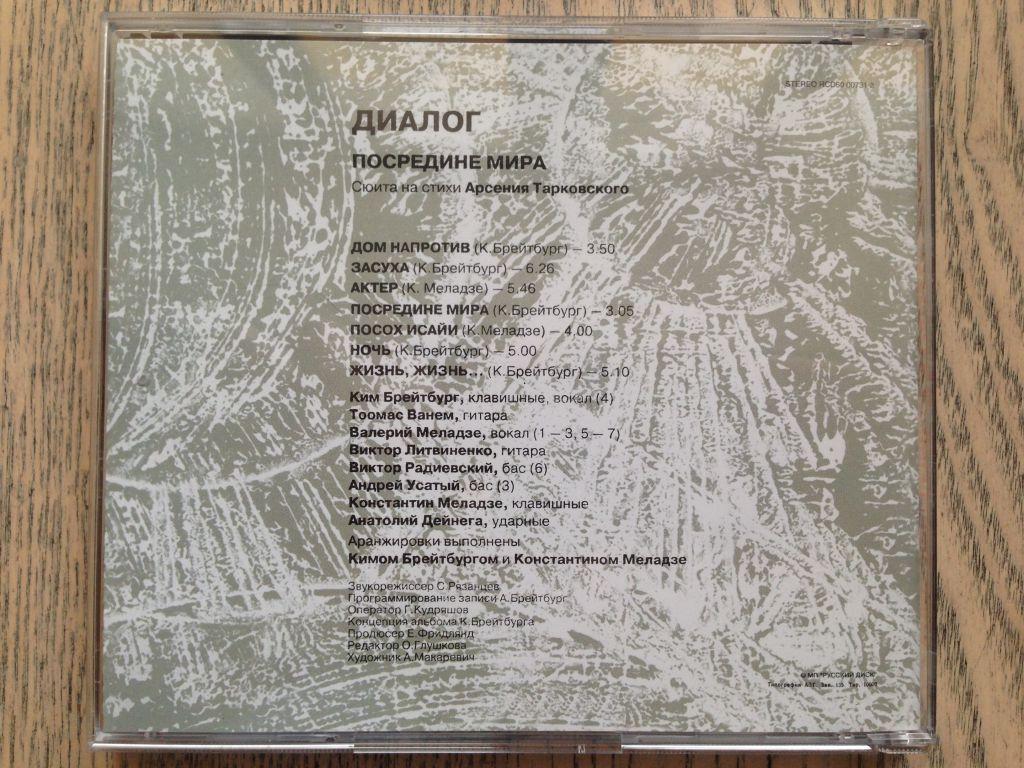 STEREO RCD60 00731 2
ДИАЛОГ
ПОСРЕДИНЕ МИРА
Сюита на стихи Арсения Тарковского
ДОМ НАПРОТИВ (К.Брейтбург) — 3.50
ЗАСУХА (К.Брейтбург) — 6.26
АКТЕР (К. Меладзе) — 5.46
ПОСРЕДИНЕ МИРА (К.Брейтбург) — 3.05
ПОСОХ ИСАЙИ (К.Меладзе) — 4.00
НОЧЬ (К.Брейтбург) — 5.00
ЖИЗНЬ, ЖИЗНЬ... (К.Брейтбург) — 5.10
Ким Брейтбург, клавишные, вокал (4)
Тоомас Ванем, гитара
Валерий Меладзе, вокал (1 — 3, 5 — 7)
Виктор Литвиненко, гитара
Виктор Радиевский, бас (6)
Андрей Усатый, бас (3)
Константин Меладзе, клавишные
Анатолий Дейнега, ударные
Аранжировки выполнены
Кимом Брейтбургом и Константином Меладзе
Звукорежиссер С.Рязанцев
Программирование записи А.Брейтбург
Оператор Г.Кудряшов
Концепция альбома К.Брейтбурга
Продюсер Е.Фридлянд
Редактор О.Глушкова
Художник А.Макаревич
© МП "РУССКИЙ ДИСК"
Типография